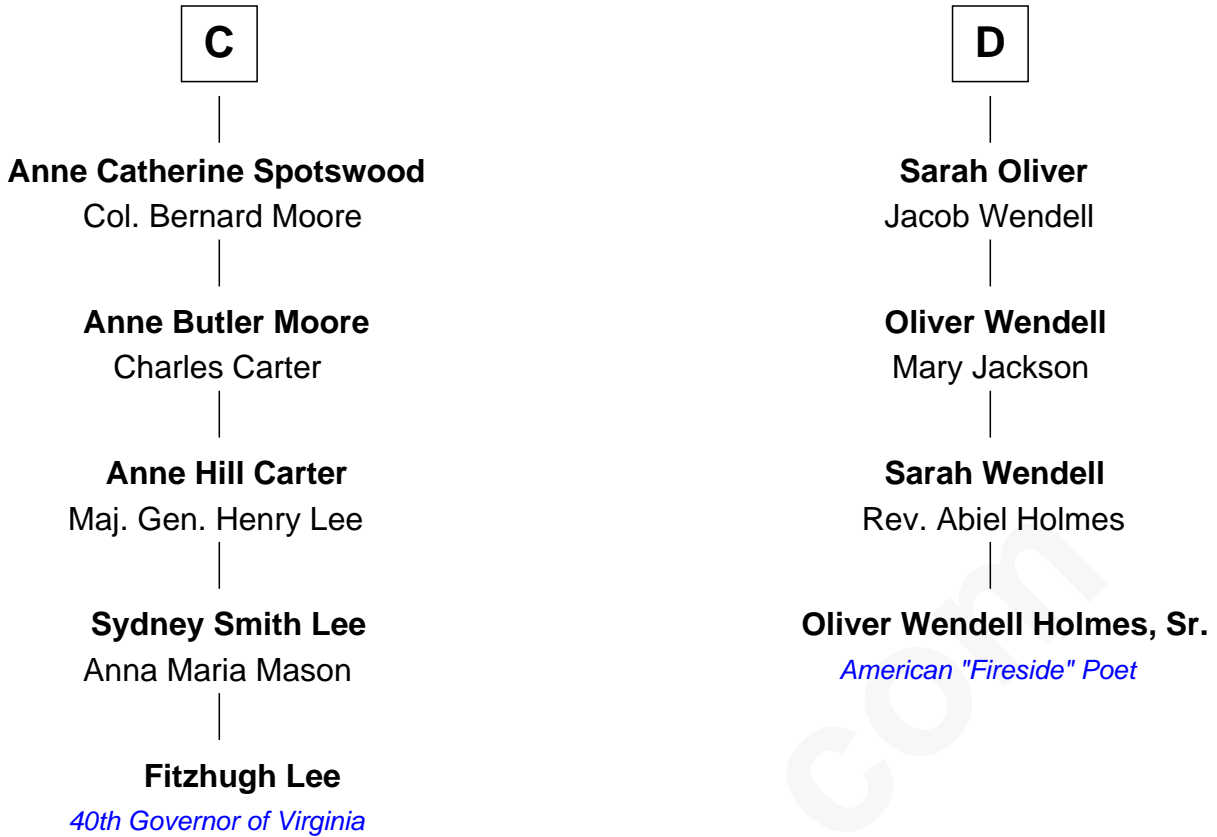 C
Anne Catherine Spotswood
Col. Bernard Moore
Anne Butler Moore
Charles Carter
Anne Hill Carter
Maj. Gen. Henry Lee
Sydney Smith Lee
Anna Maria Mason
Fitzhugh Lee
40th Governor of Virginia
D
Sarah Oliver
Jacob Wendell
Oliver Wendell
Mary Jackson
Sarah Wendell
Rev. Abiel Holmes
Oliver Wendell Holmes, Sr.
American "Fireside" Poet
com